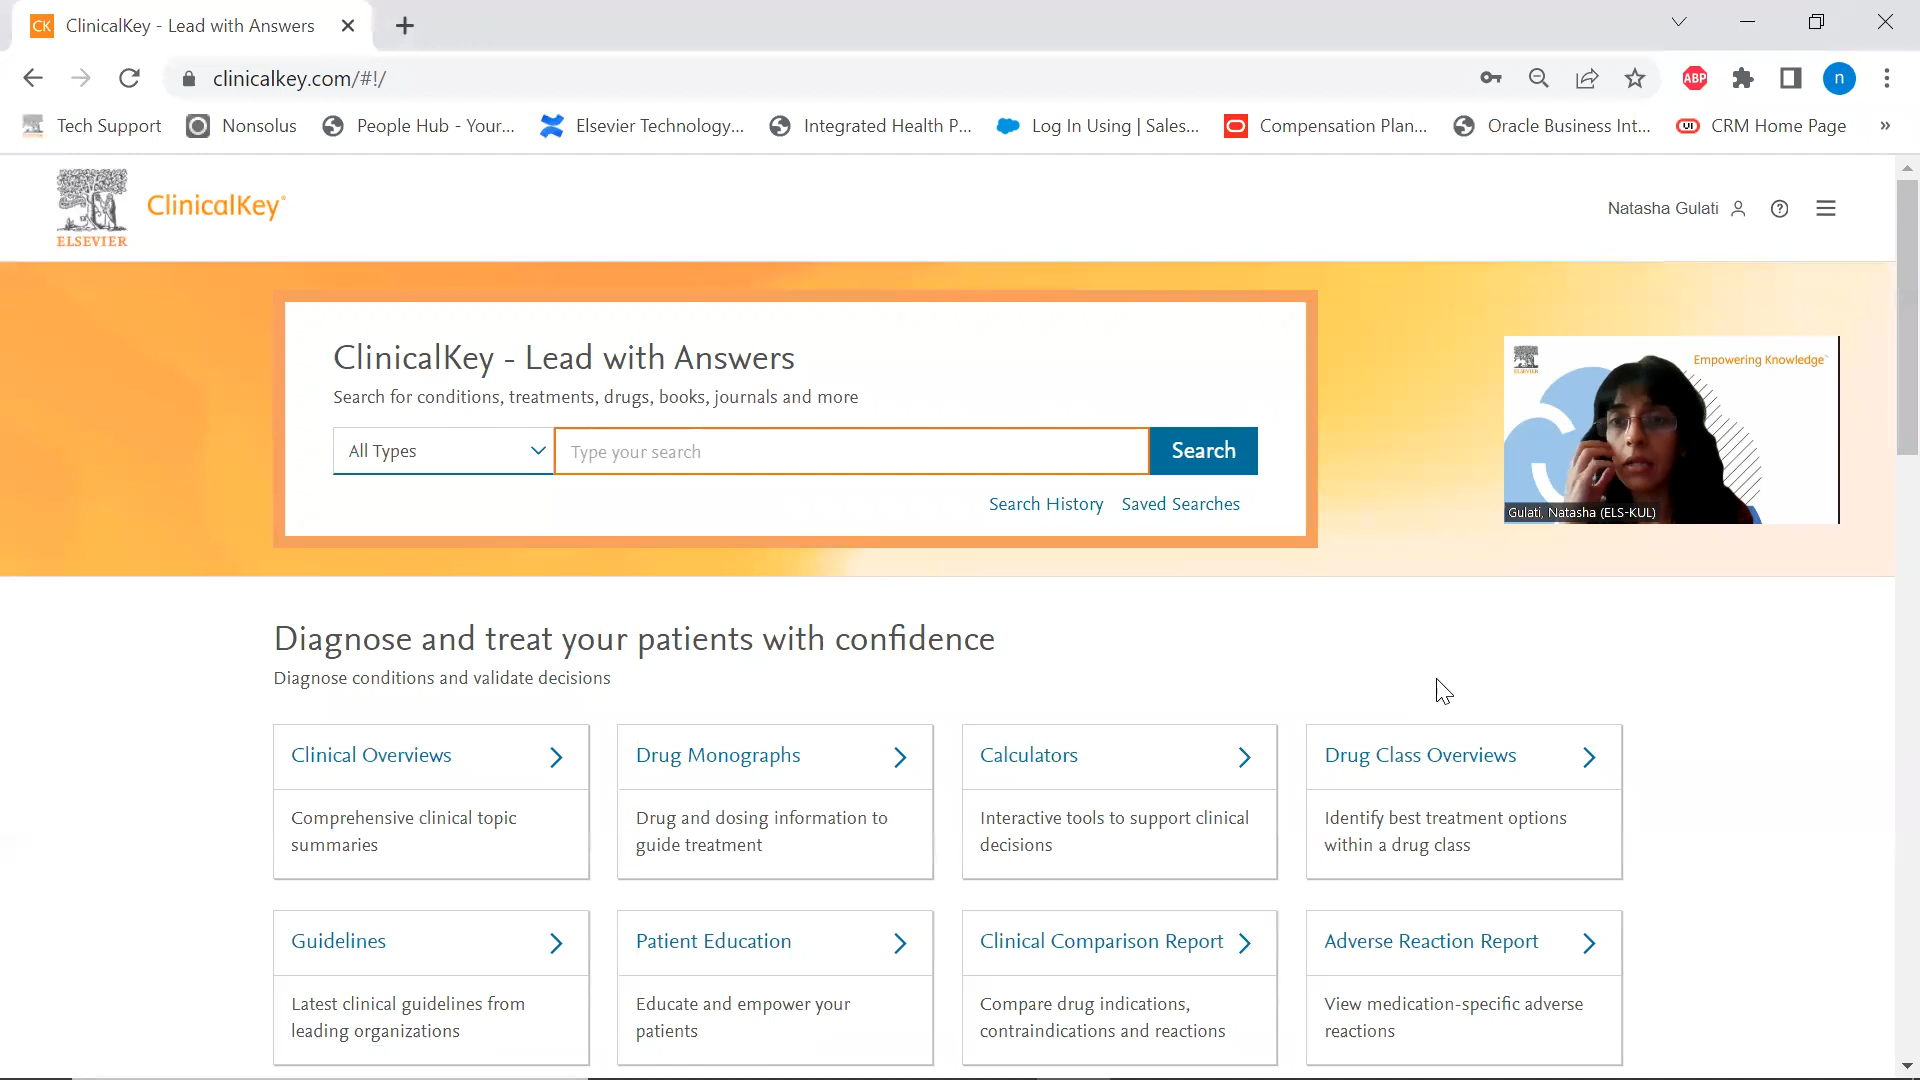 CK ClinicalKey - Lead with Answers
clinicalkey.com/#!/
ABP
n
Tech Support
Nonsolus
People Hub - Your...
Elsevier Technology...
Integrated Health P...
Log In Using | Sales...
Compensation Plan...
Oracle Business Int...
UI CRM Home Page
»
ELSEVIER
ClinicalKey®
Natasha Gulati
ClinicalKey - Lead with Answers
Search for conditions, treatments, drugs, books, journals and more
All Types
Type your search
Search
Search History
Saved Searches
ELSEVIER
Empowering Knowledge™
Gulati, Natasha (ELS-KUL)
Diagnose and treat your patients with confidence
Diagnose conditions and validate decisions
Clinical Overviews
Comprehensive clinical topic
summaries
Drug Monographs
Drug and dosing information to
guide treatment
Calculators
Interactive tools to support clinical
decisions
Drug Class Overviews
Identify best treatment options
within a drug class
Guidelines
Latest clinical guidelines from
leading organizations
Patient Education
Educate and empower your
patients
Clinical Comparison Report
Compare drug indications,
contraindications and reactions
Adverse Reaction Report
View medication-specific adverse
reactions